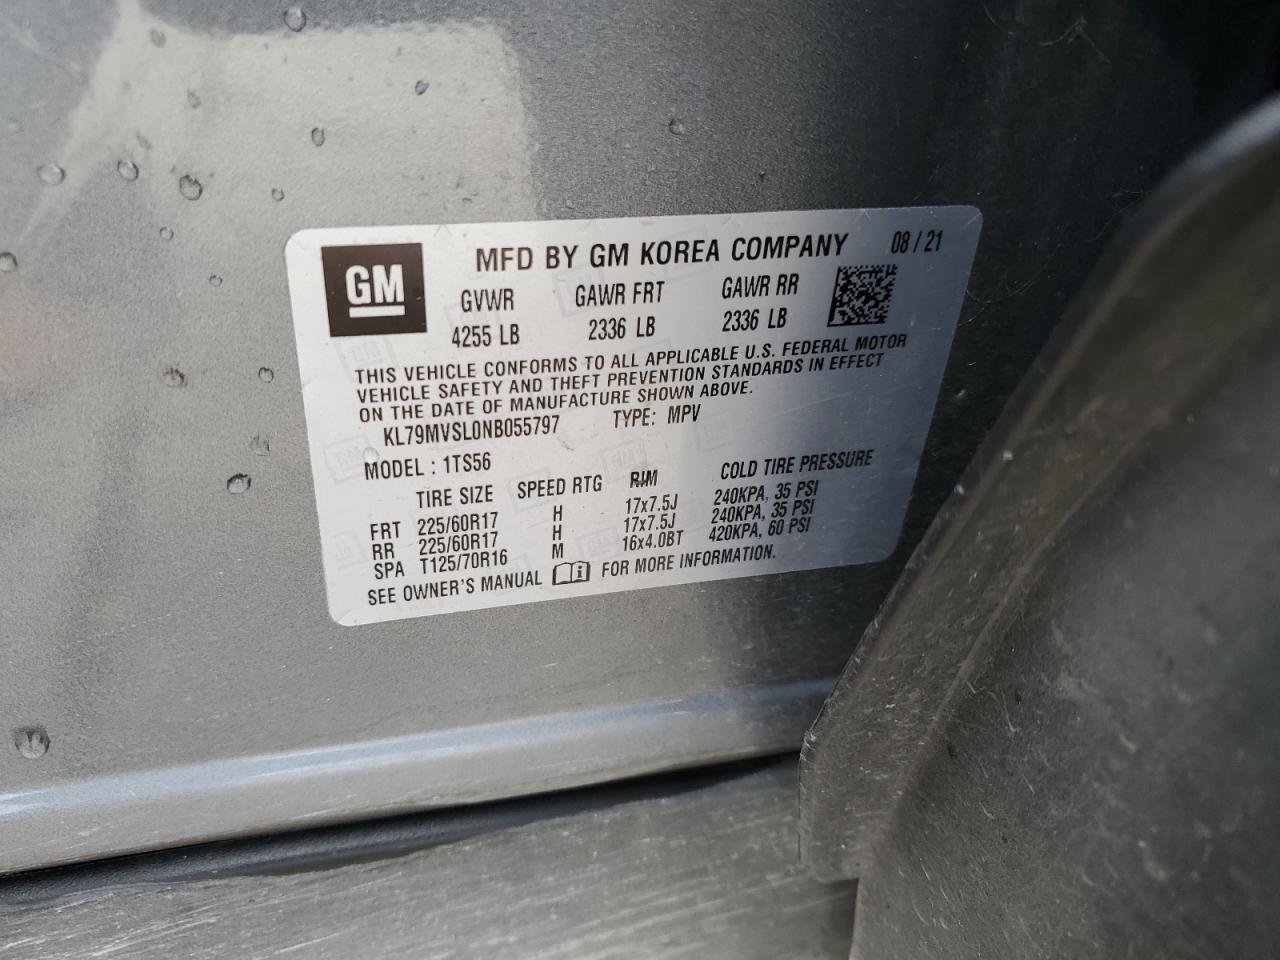 GM
MFD BY GM KOREA COMPANY 08 / 21
GVWR GAWR FRT GAWR RR
4255 LB 2336 LB 2336 LB
THIS VEHICLE CONFORMS TO ALL APPLICABLE U.S. FEDERAL MOTOR
VEHICLE SAFETY AND THEFT PREVENTION STANDARDS IN EFFECT
ON THE DATE OF MANUFACTURE SHOWN ABOVE.
KL79MVSL0NB055797 TYPE: MPV
MODEL : 1TS56
TIRE SIZE SPEED RTG RIM COLD TIRE PRESSURE
FRT 225/60R17 H 17x7.5J 240KPA, 35 PSI
RR 225/60R17 H 17x7.5J 240KPA, 35 PSI
SPA T125/70R16 M 16x4.0BT 420KPA, 60 PSI
SEE OWNER'S MANUAL FOR MORE INFORMATION.